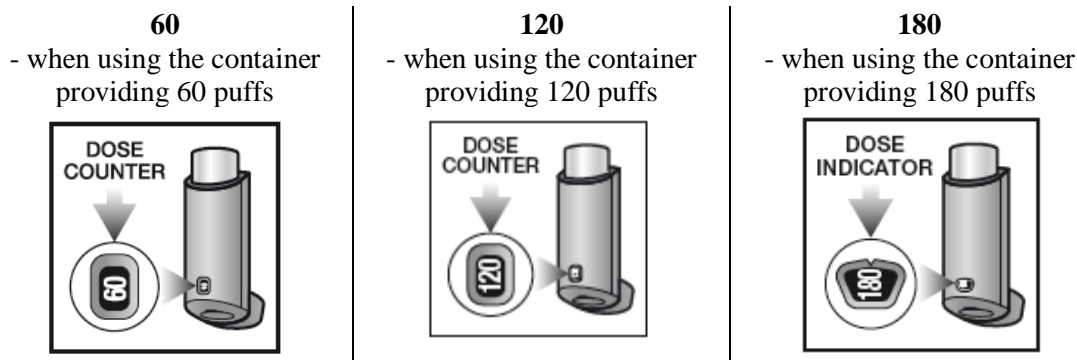 60
- when using the container
providing 60 puffs
DOSE
COUNTER
60
120
- when using the container
providing 120 puffs
DOSE
COUNTER
120
180
- when using the container
providing 180 puffs
DOSE
INDICATOR
180